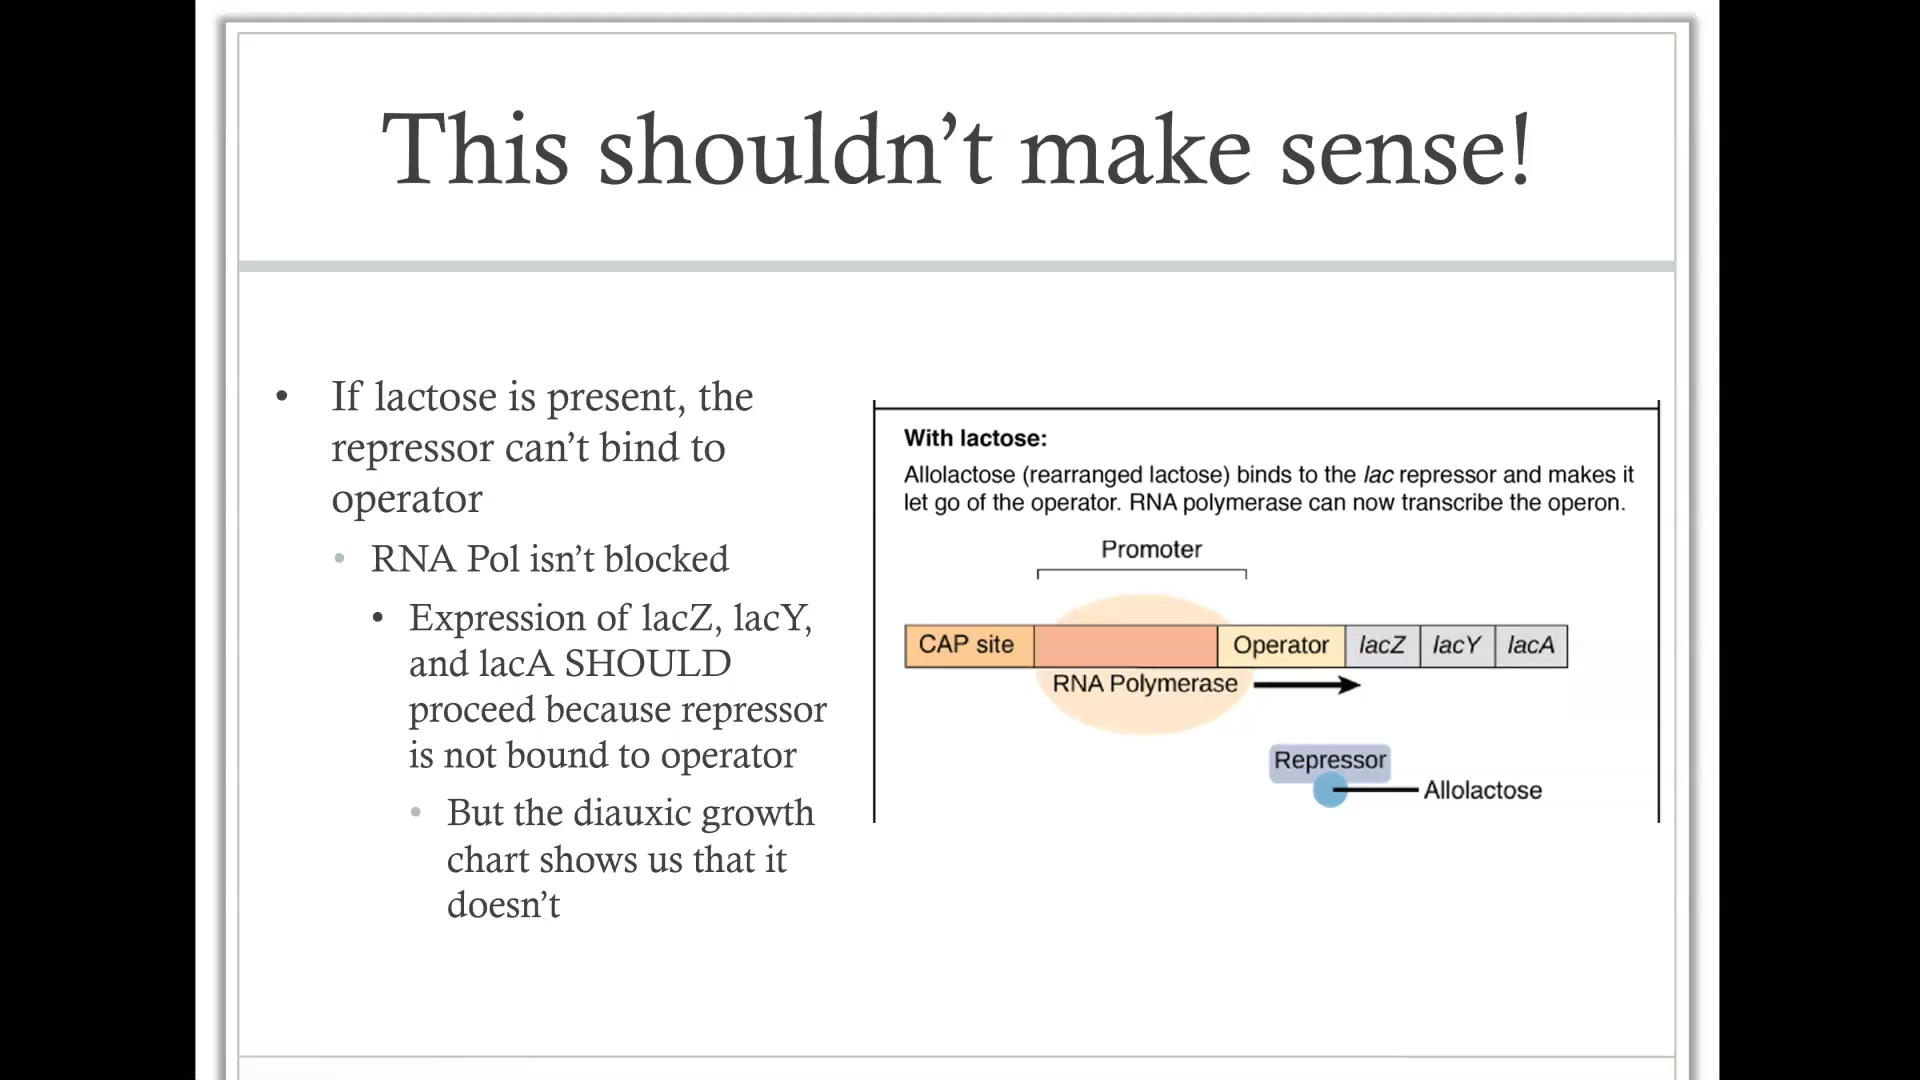 This shouldn’t make sense!
• If lactose is present, the
repressor can’t bind to
operator
• RNA Pol isn’t blocked
• Expression of lacZ, lacY,
and lacA SHOULD
proceed because repressor
is not bound to operator
• But the diauxic growth
chart shows us that it
doesn’t
With lactose:
Allolactose (rearranged lactose) binds to the lac repressor and makes it
let go of the operator. RNA polymerase can now transcribe the operon.
Promoter
CAP site Operator lacZ lacY lacA
RNA Polymerase
Repressor
Allolactose